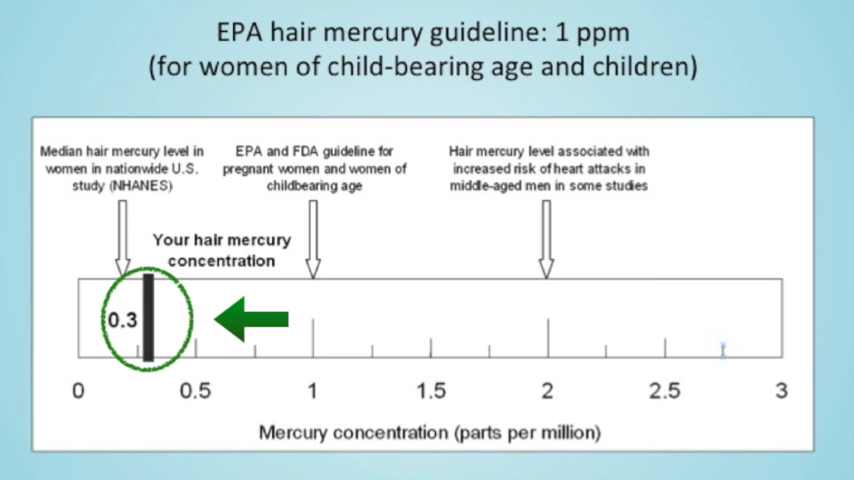 EPA hair mercury guideline: 1 ppm
(for women of child-bearing age and children)
Median hair mercury level in
women in nationwide U.S.
study (NHANES)
EPA and FDA guideline for
pregnant women and women of
childbearing age
Hair mercury level associated with
increased risk of heart attacks in
middle-aged men in some studies
Your hair mercury
concentration
0.3
0 0.5 1 1.5 2 2.5 3
Mercury concentration (parts per million)